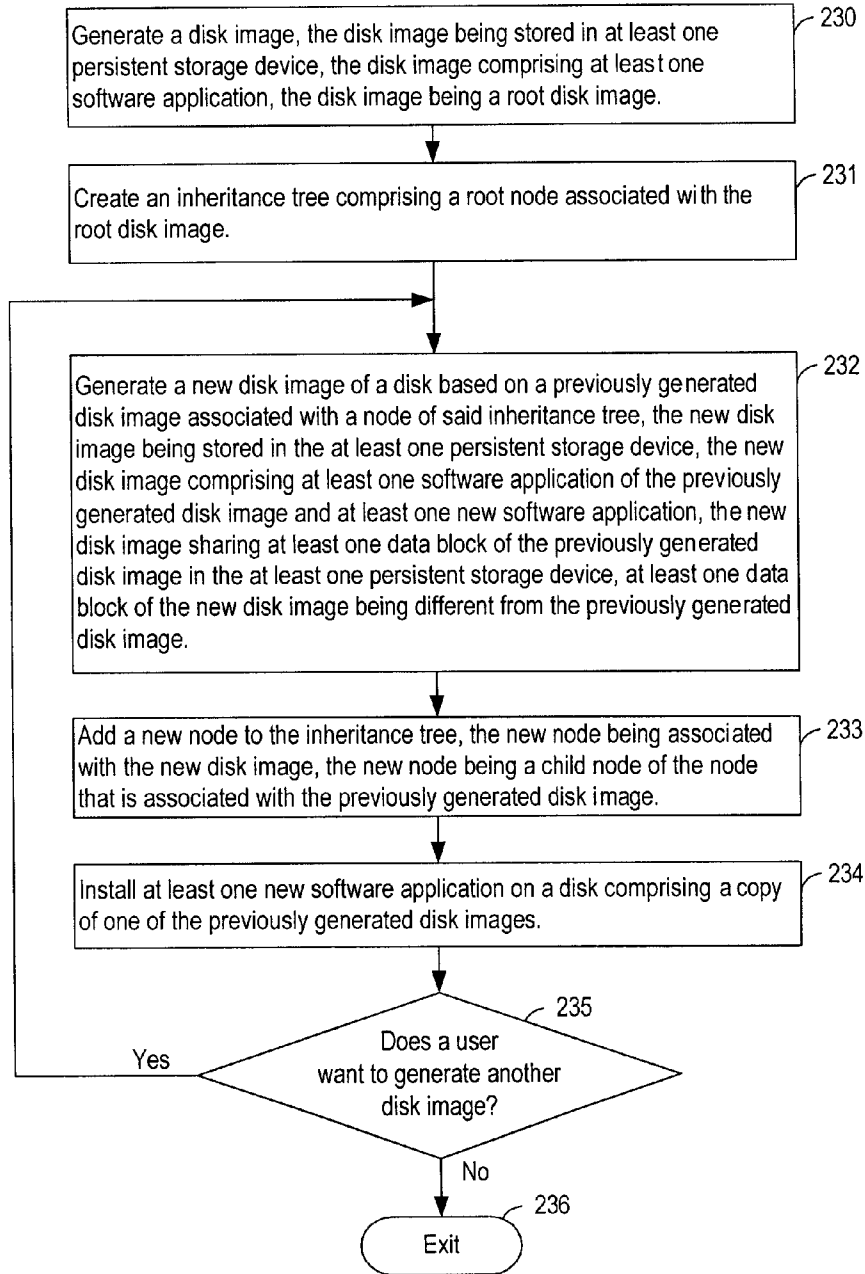 Generate a disk image, the disk image being stored in at least one
persistent storage device, the disk image comprising at least one
software application, the disk image being a root disk image.
230
Create an inheritance tree comprising a root node associated with the
root disk image.
231
Generate a new disk image of a disk based on a previously generated
disk image associated with a node of said inheritance tree, the new disk
image being stored in the at least one persistent storage device, the new
disk image comprising at least one software application of the previously
generated disk image and at least one new software application, the new
disk image sharing at least one data block of the previously generated
disk image in the at least one persistent storage device, at least one data
block of the new disk image being different from the previously generated
disk image.
232
Add a new node to the inheritance tree, the new node being associated
with the new disk image, the new node being a child node of the node
that is associated with the previously generated disk image.
233
Install at least one new software application on a disk comprising a copy
of one of the previously generated disk images.
234
235
Does a user
want to generate another
disk image?
Yes
No
236
Exit